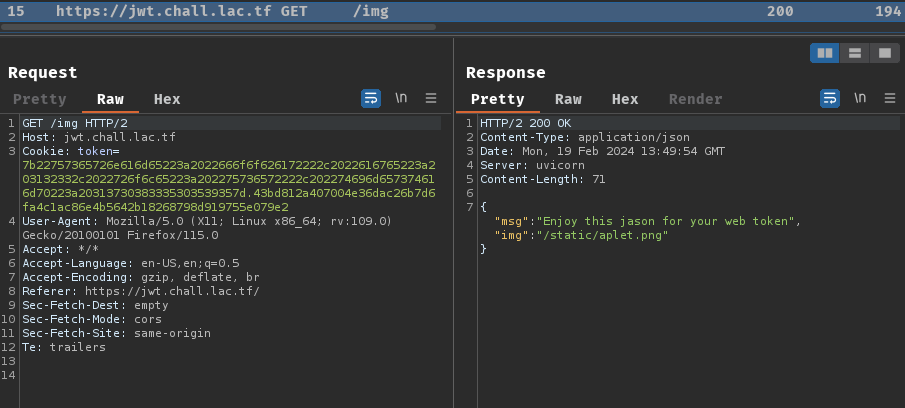 15 https://jwt.chall.lac.tf GET /img 200 194
Request
Pretty Raw Hex \n
1 GET /img HTTP/2
2 Host: jwt.chall.lac.tf
3 Cookie: token=
7b22757365726e616d65223a2022666f6f626172222c2022616765223a2
03132332c2022726f6c65223a202275736572222c202274696d65737461
6d70223a20313730383335303539357d.43bd812a407004e36dac26b7d6
fa4c1ac86e4b5642b18268798d919755e079e2
4 User-Agent: Mozilla/5.0 (X11; Linux x86_64; rv:109.0)
Gecko/20100101 Firefox/115.0
5 Accept: */*
6 Accept-Language: en-US,en;q=0.5
7 Accept-Encoding: gzip, deflate, br
8 Referer: https://jwt.chall.lac.tf/
9 Sec-Fetch-Dest: empty
10 Sec-Fetch-Mode: cors
11 Sec-Fetch-Site: same-origin
12 Te: trailers
13
14
Response
Pretty Raw Hex Render \n
1 HTTP/2 200 OK
2 Content-Type: application/json
3 Date: Mon, 19 Feb 2024 13:49:54 GMT
4 Server: uvicorn
5 Content-Length: 71
6
7 {
"msg":"Enjoy this jason for your web token",
"img":"/static/aplet.png"
}